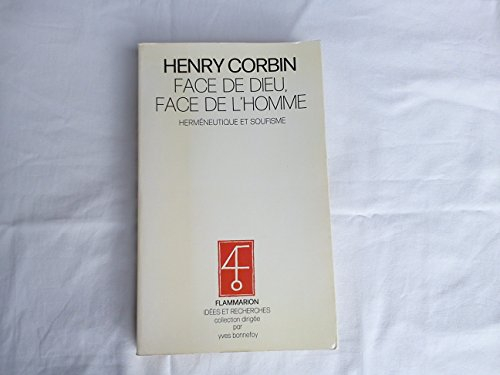 HENRY CORBIN
FACE DE DIEU,
FACE DE L'HOMME
HERMÉNEUTIQUE ET SOUFISME
4F
FLAMMARION
IDÉES ET RECHERCHES
collection dirigée
par
yves bonnefoy